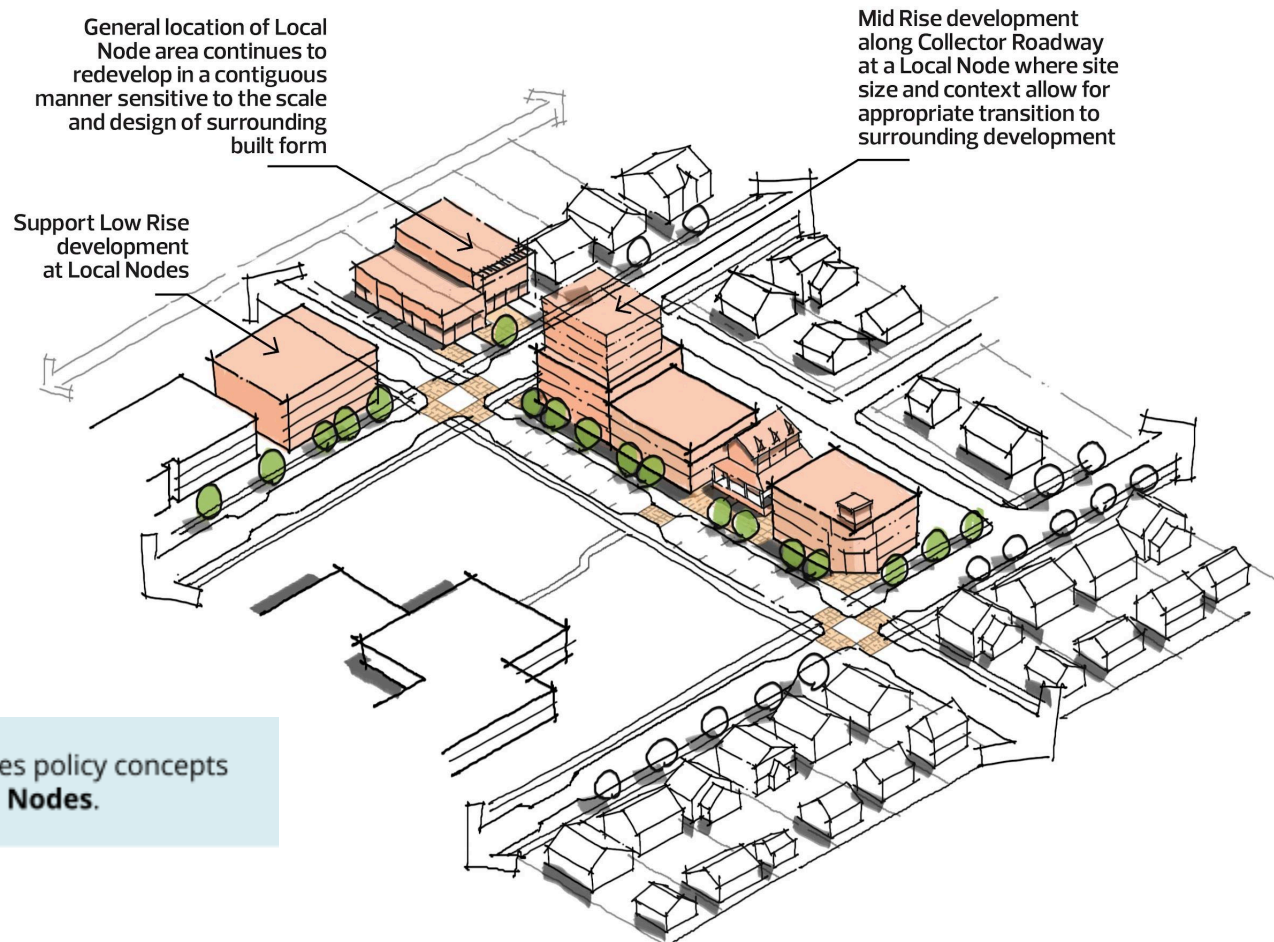 General location of Local
Node area continues to
redevelop in a contiguous
manner sensitive to the scale
and design of surrounding
built form
Mid Rise development
along Collector Roadway
at a Local Node where site
size and context allow for
appropriate transition to
surrounding development
Support Low Rise
development
at Local Nodes
es policy concepts
Nodes.